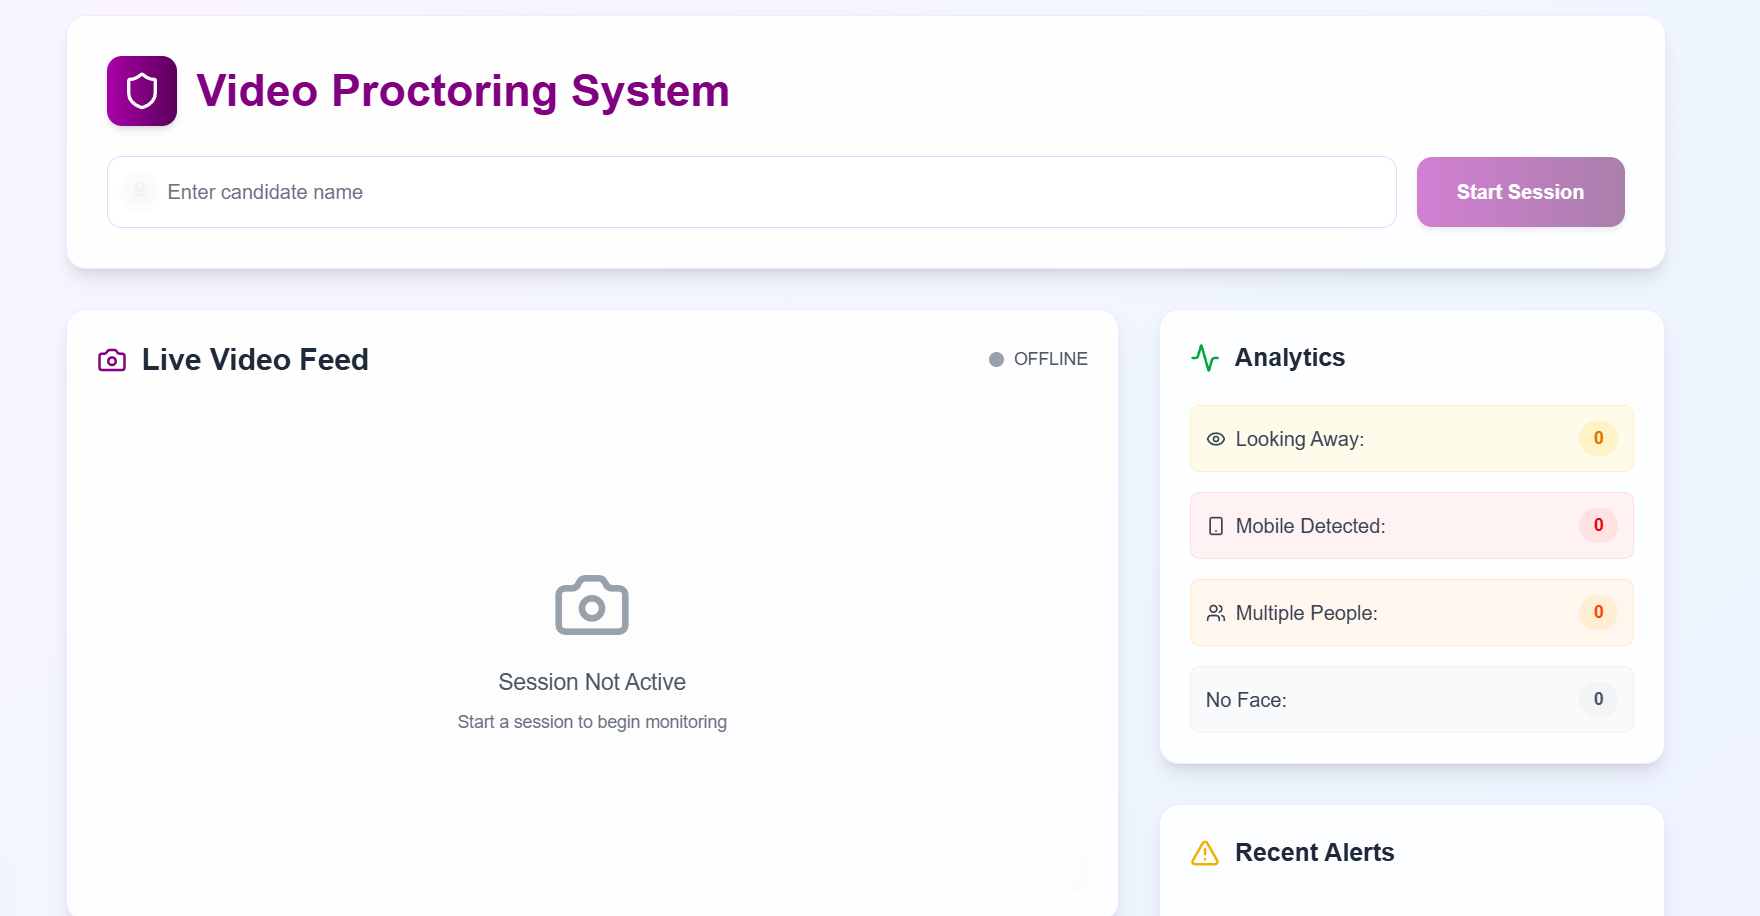 Video Proctoring System
Enter candidate name
Start Session
Live Video Feed
OFFLINE
Session Not Active
Start a session to begin monitoring
Analytics
Looking Away: 0
Mobile Detected: 0
Multiple People: 0
No Face: 0
Recent Alerts